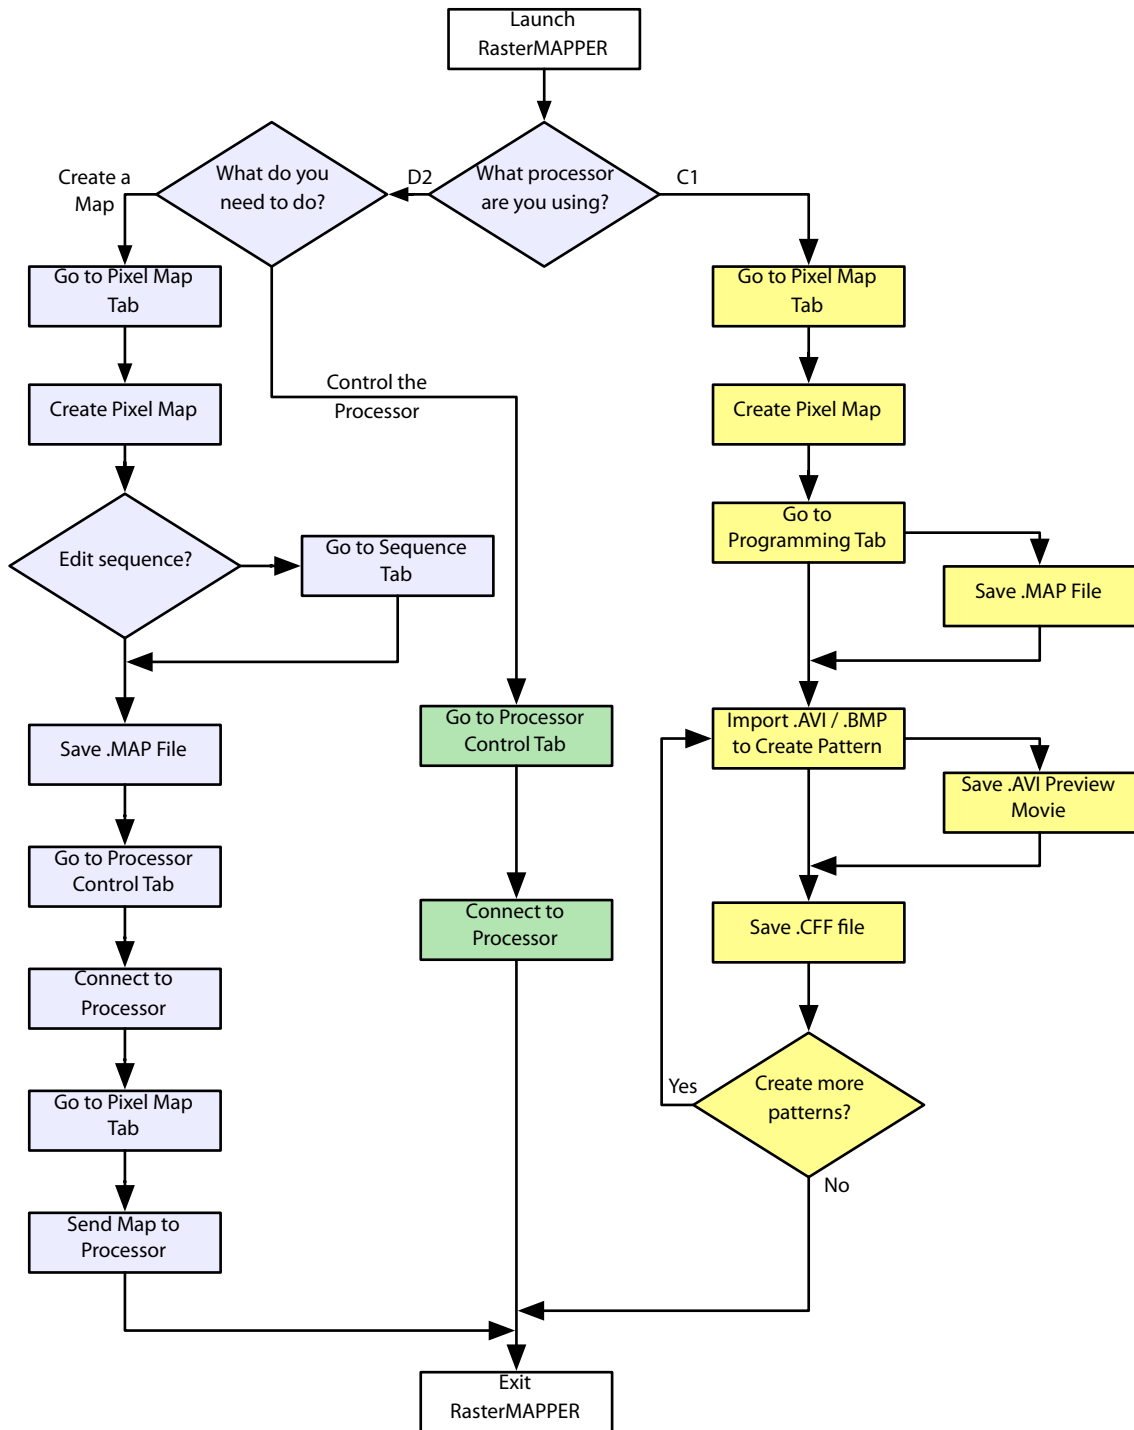 Launch
RasterMAPPER
What processor
are you using?
D2
C1
What do you
need to do?
Create a
Map
Go to Pixel Map
Tab
Create Pixel Map
Edit sequence?
Go to Sequence
Tab
Save .MAP File
Go to Processor
Control Tab
Connect to
Processor
Go to Pixel Map
Tab
Send Map to
Processor
Control the
Processor
Go to Processor
Control Tab
Connect to
Processor
Go to Pixel Map
Tab
Create Pixel Map
Go to
Programming Tab
Save .MAP File
Import .AVI / .BMP
to Create Pattern
Save .AVI Preview
Movie
Save .CFF file
Create more
patterns?
Yes
No
Exit
RasterMAPPER